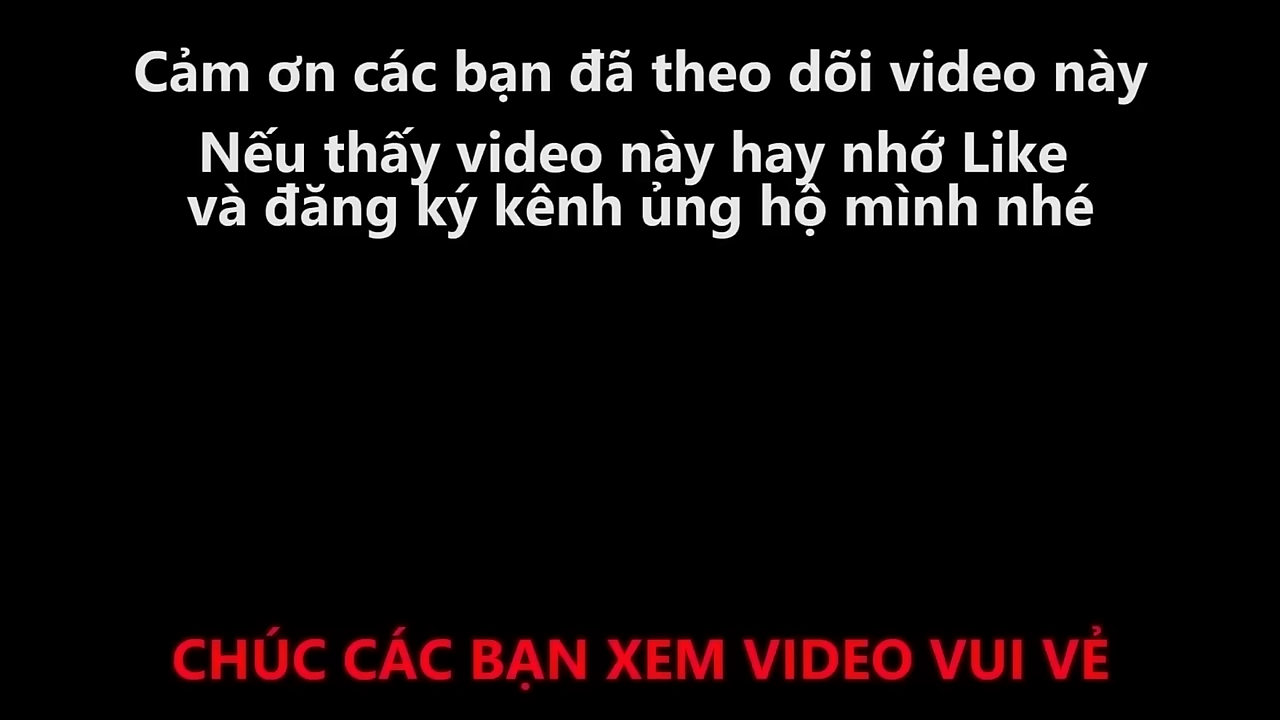 Cảm ơn các bạn đã theo dõi video này
Nếu thấy video này hay nhớ Like
và đăng ký kênh ủng hộ mình nhé
CHÚC CÁC BẠN XEM VIDEO VUI VẺ